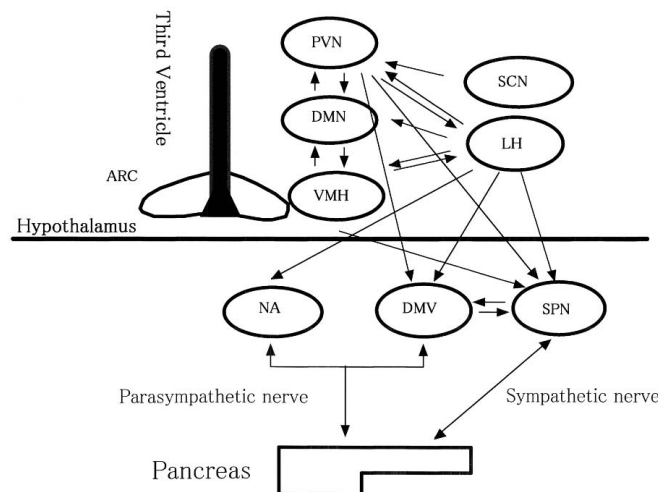 Third Ventricle
PVN
SCN
DMN
LH
ARC
VMH
Hypothalamus
NA
DMV
SPN
Parasympathetic nerve
Sympathetic nerve
Pancreas